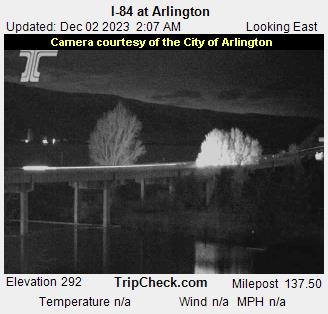 I-84 at Arlington
Updated: Dec 02 2023 2:07 AM Looking East
Camera courtesy of the City of Arlington
Elevation 292 TripCheck.com Milepost 137.50
Temperature n/a Wind n/a MPH n/a